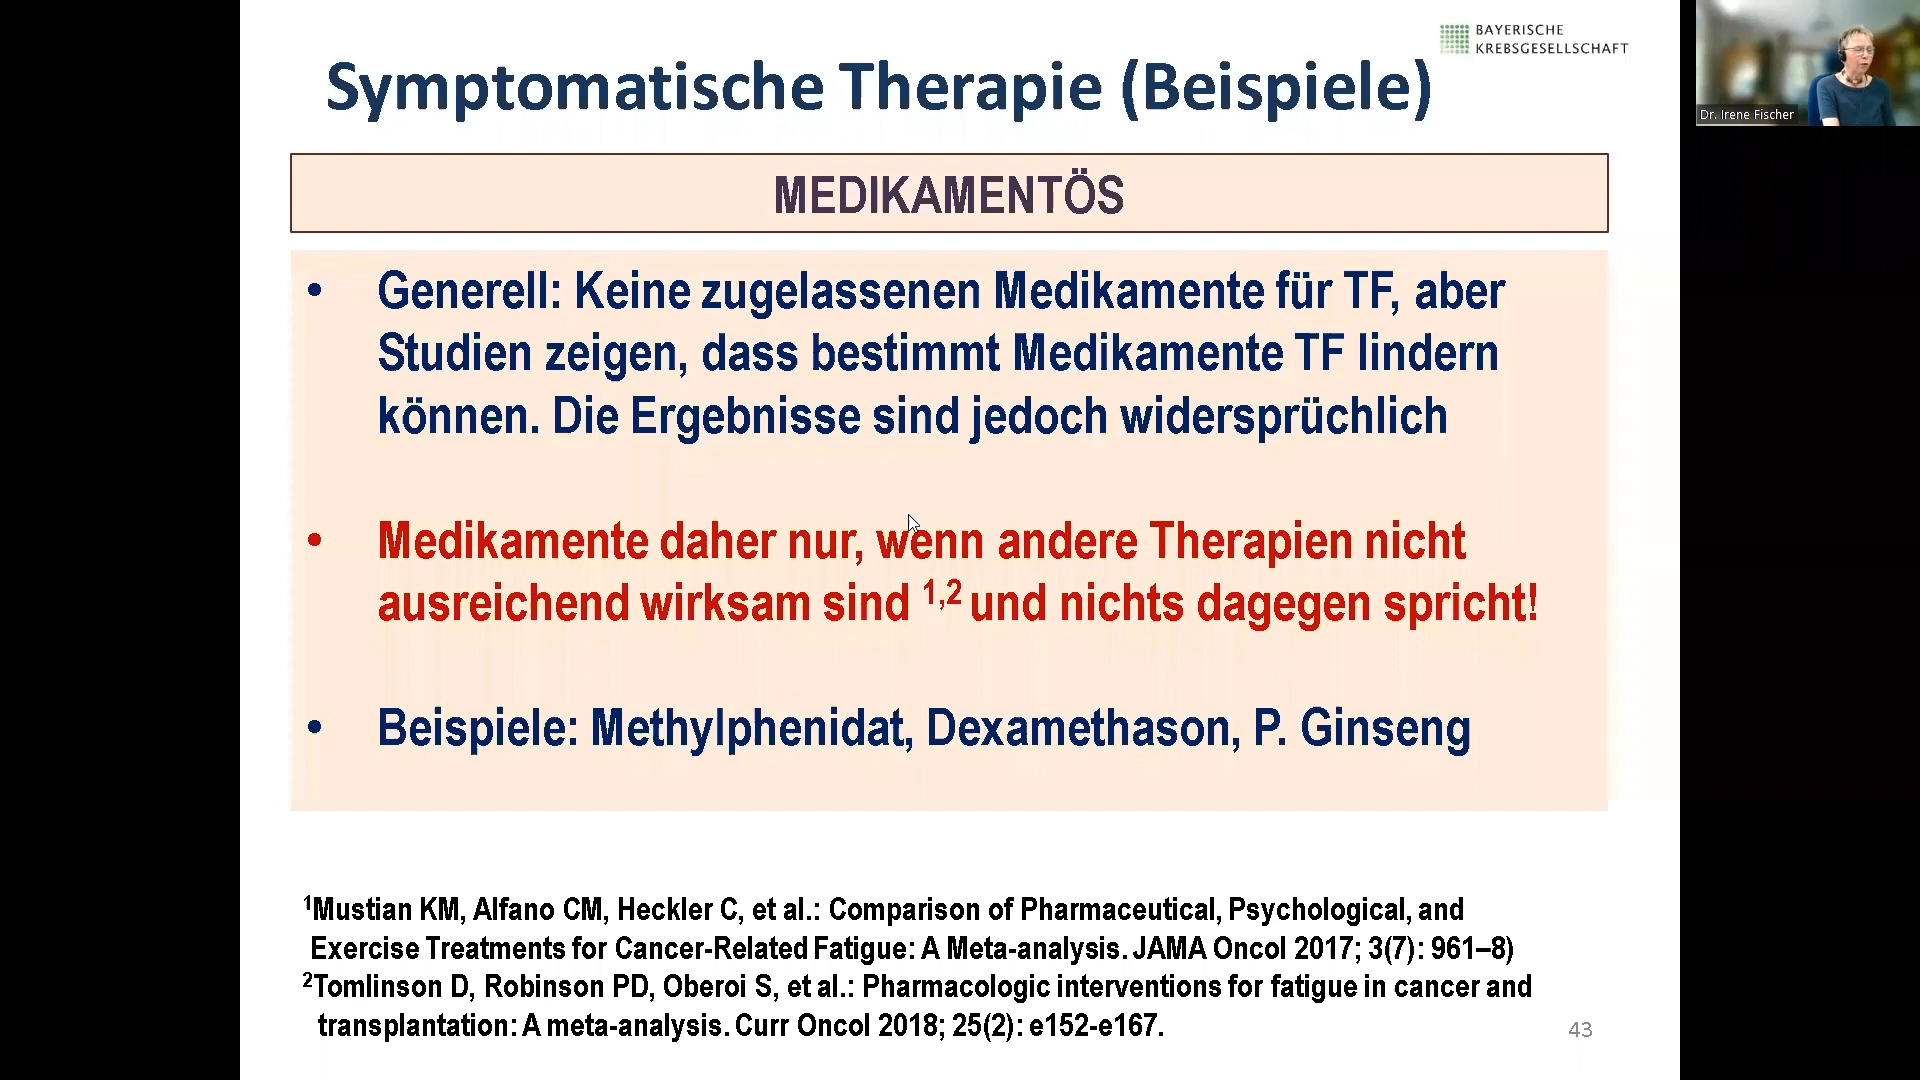 BAYERISCHE
KREBSGESELLSCHAFT
Symptomatische Therapie (Beispiele)
Dr. Irene Fischer
MEDIKAMENTÖS
• Generell: Keine zugelassenen Medikamente für TF, aber
Studien zeigen, dass bestimmt Medikamente TF lindern
können. Die Ergebnisse sind jedoch widersprüchlich
• Medikamente daher nur, wenn andere Therapien nicht
ausreichend wirksam sind 1,2 und nichts dagegen spricht!
• Beispiele: Methylphenidat, Dexamethason, P. Ginseng
1Mustian KM, Alfano CM, Heckler C, et al.: Comparison of Pharmaceutical, Psychological, and
Exercise Treatments for Cancer-Related Fatigue: A Meta-analysis. JAMA Oncol 2017; 3(7): 961–8)
2Tomlinson D, Robinson PD, Oberoi S, et al.: Pharmacologic interventions for fatigue in cancer and
transplantation: A meta-analysis. Curr Oncol 2018; 25(2): e152-e167.
43